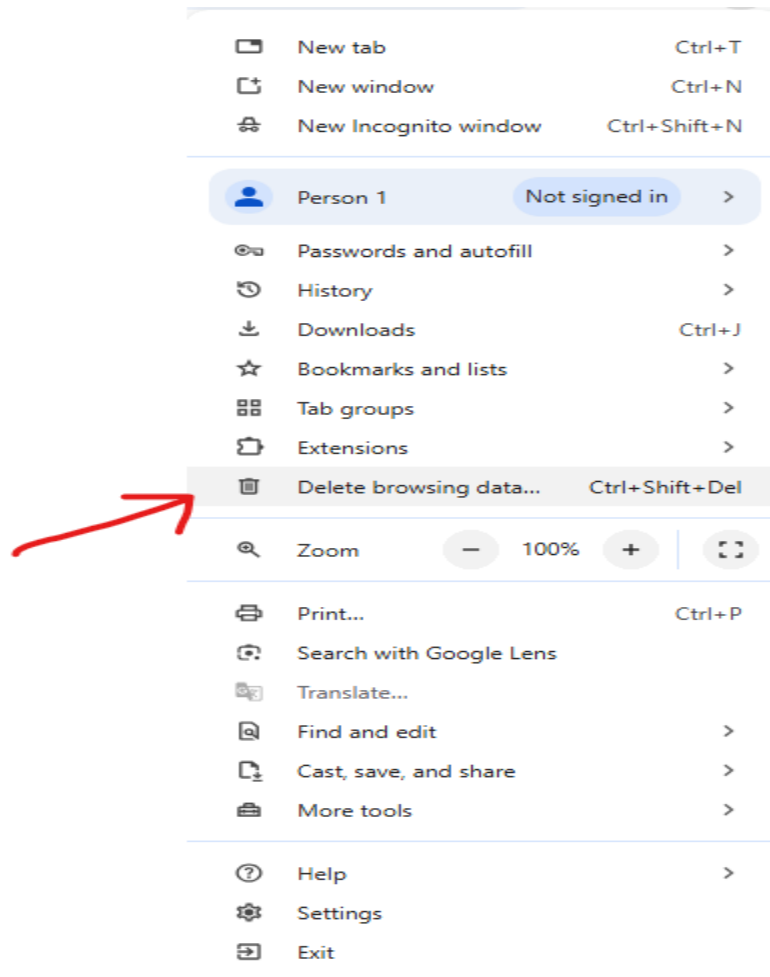 New tab Ctrl+T
New window Ctrl+N
New Incognito window Ctrl+Shift+N
Person 1 Not signed in
Passwords and autofill
History
Downloads Ctrl+J
Bookmarks and lists
Tab groups
Extensions
Delete browsing data... Ctrl+Shift+Del
Zoom − 100% +
Print... Ctrl+P
Search with Google Lens
Translate...
Find and edit
Cast, save, and share
More tools
Help
Settings
Exit